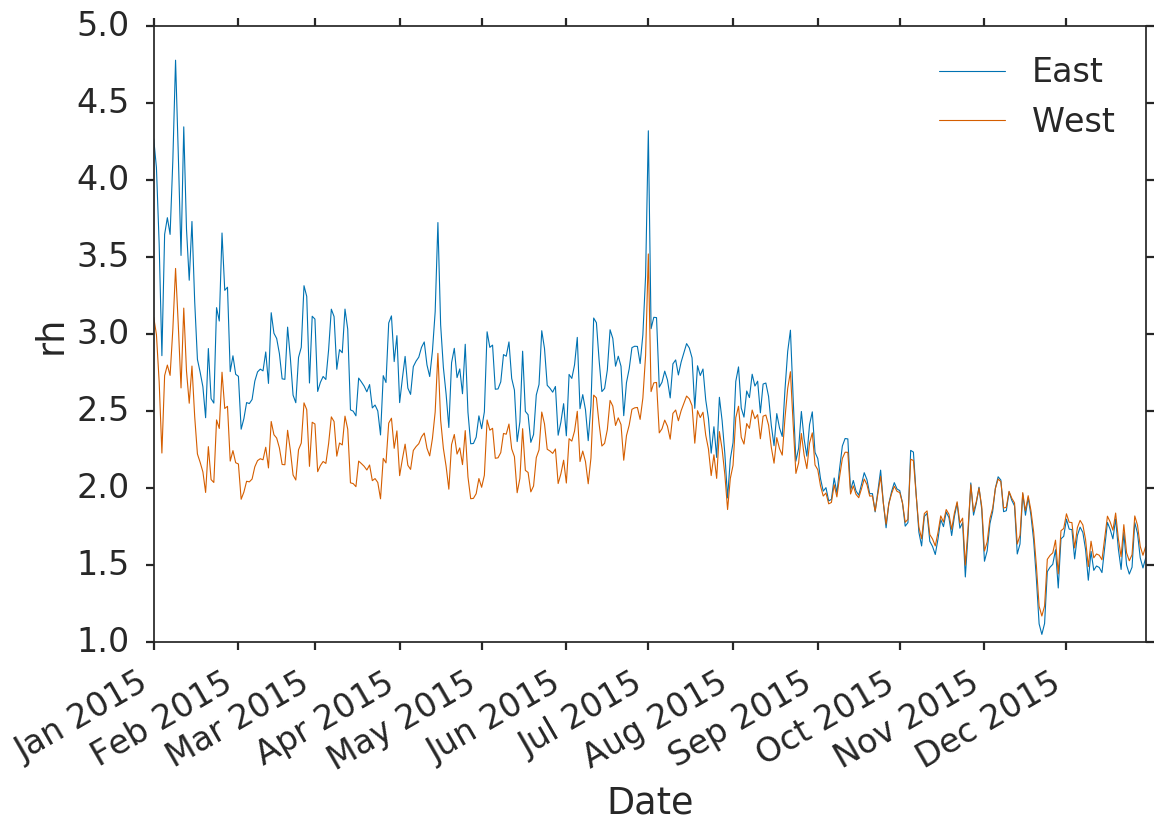 5.0
4.5
4.0
3.5
3.0
2.5
2.0
1.5
1.0
rh
East
West
Jan 2015
Feb 2015
Mar 2015
Apr 2015
May 2015
Jun 2015
Jul 2015
Aug 2015
Sep 2015
Oct 2015
Nov 2015
Dec 2015
Date